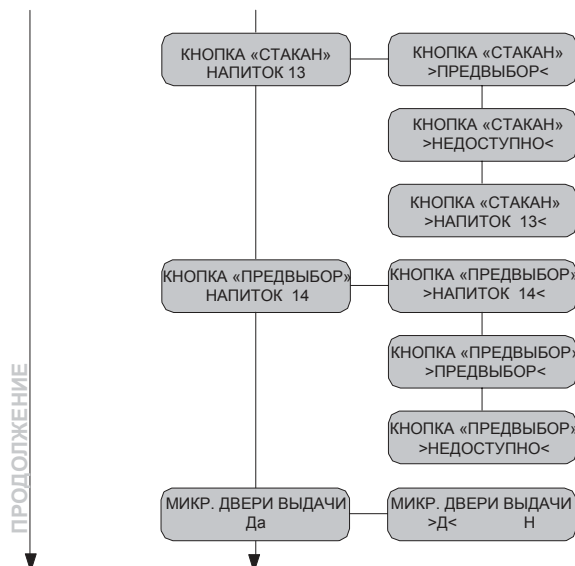 КНОПКА «СТАКАН»
НАПИТОК 13
КНОПКА «СТАКАН»
>ПРЕДВЫБОР<
КНОПКА «СТАКАН»
>НЕДОСТУПНО<
КНОПКА «СТАКАН»
>НАПИТОК 13<
КНОПКА «ПРЕДВЫБОР»
НАПИТОК 14
КНОПКА «ПРЕДВЫБОР»
>НАПИТОК 14<
КНОПКА «ПРЕДВЫБОР»
>ПРЕДВЫБОР<
КНОПКА «ПРЕДВЫБОР»
>НЕДОСТУПНО<
МИКР. ДВЕРИ ВЫДАЧИ
Да
МИКР. ДВЕРИ ВЫДАЧИ
>Д< Н
ПРОДОЛЖЕНИЕ